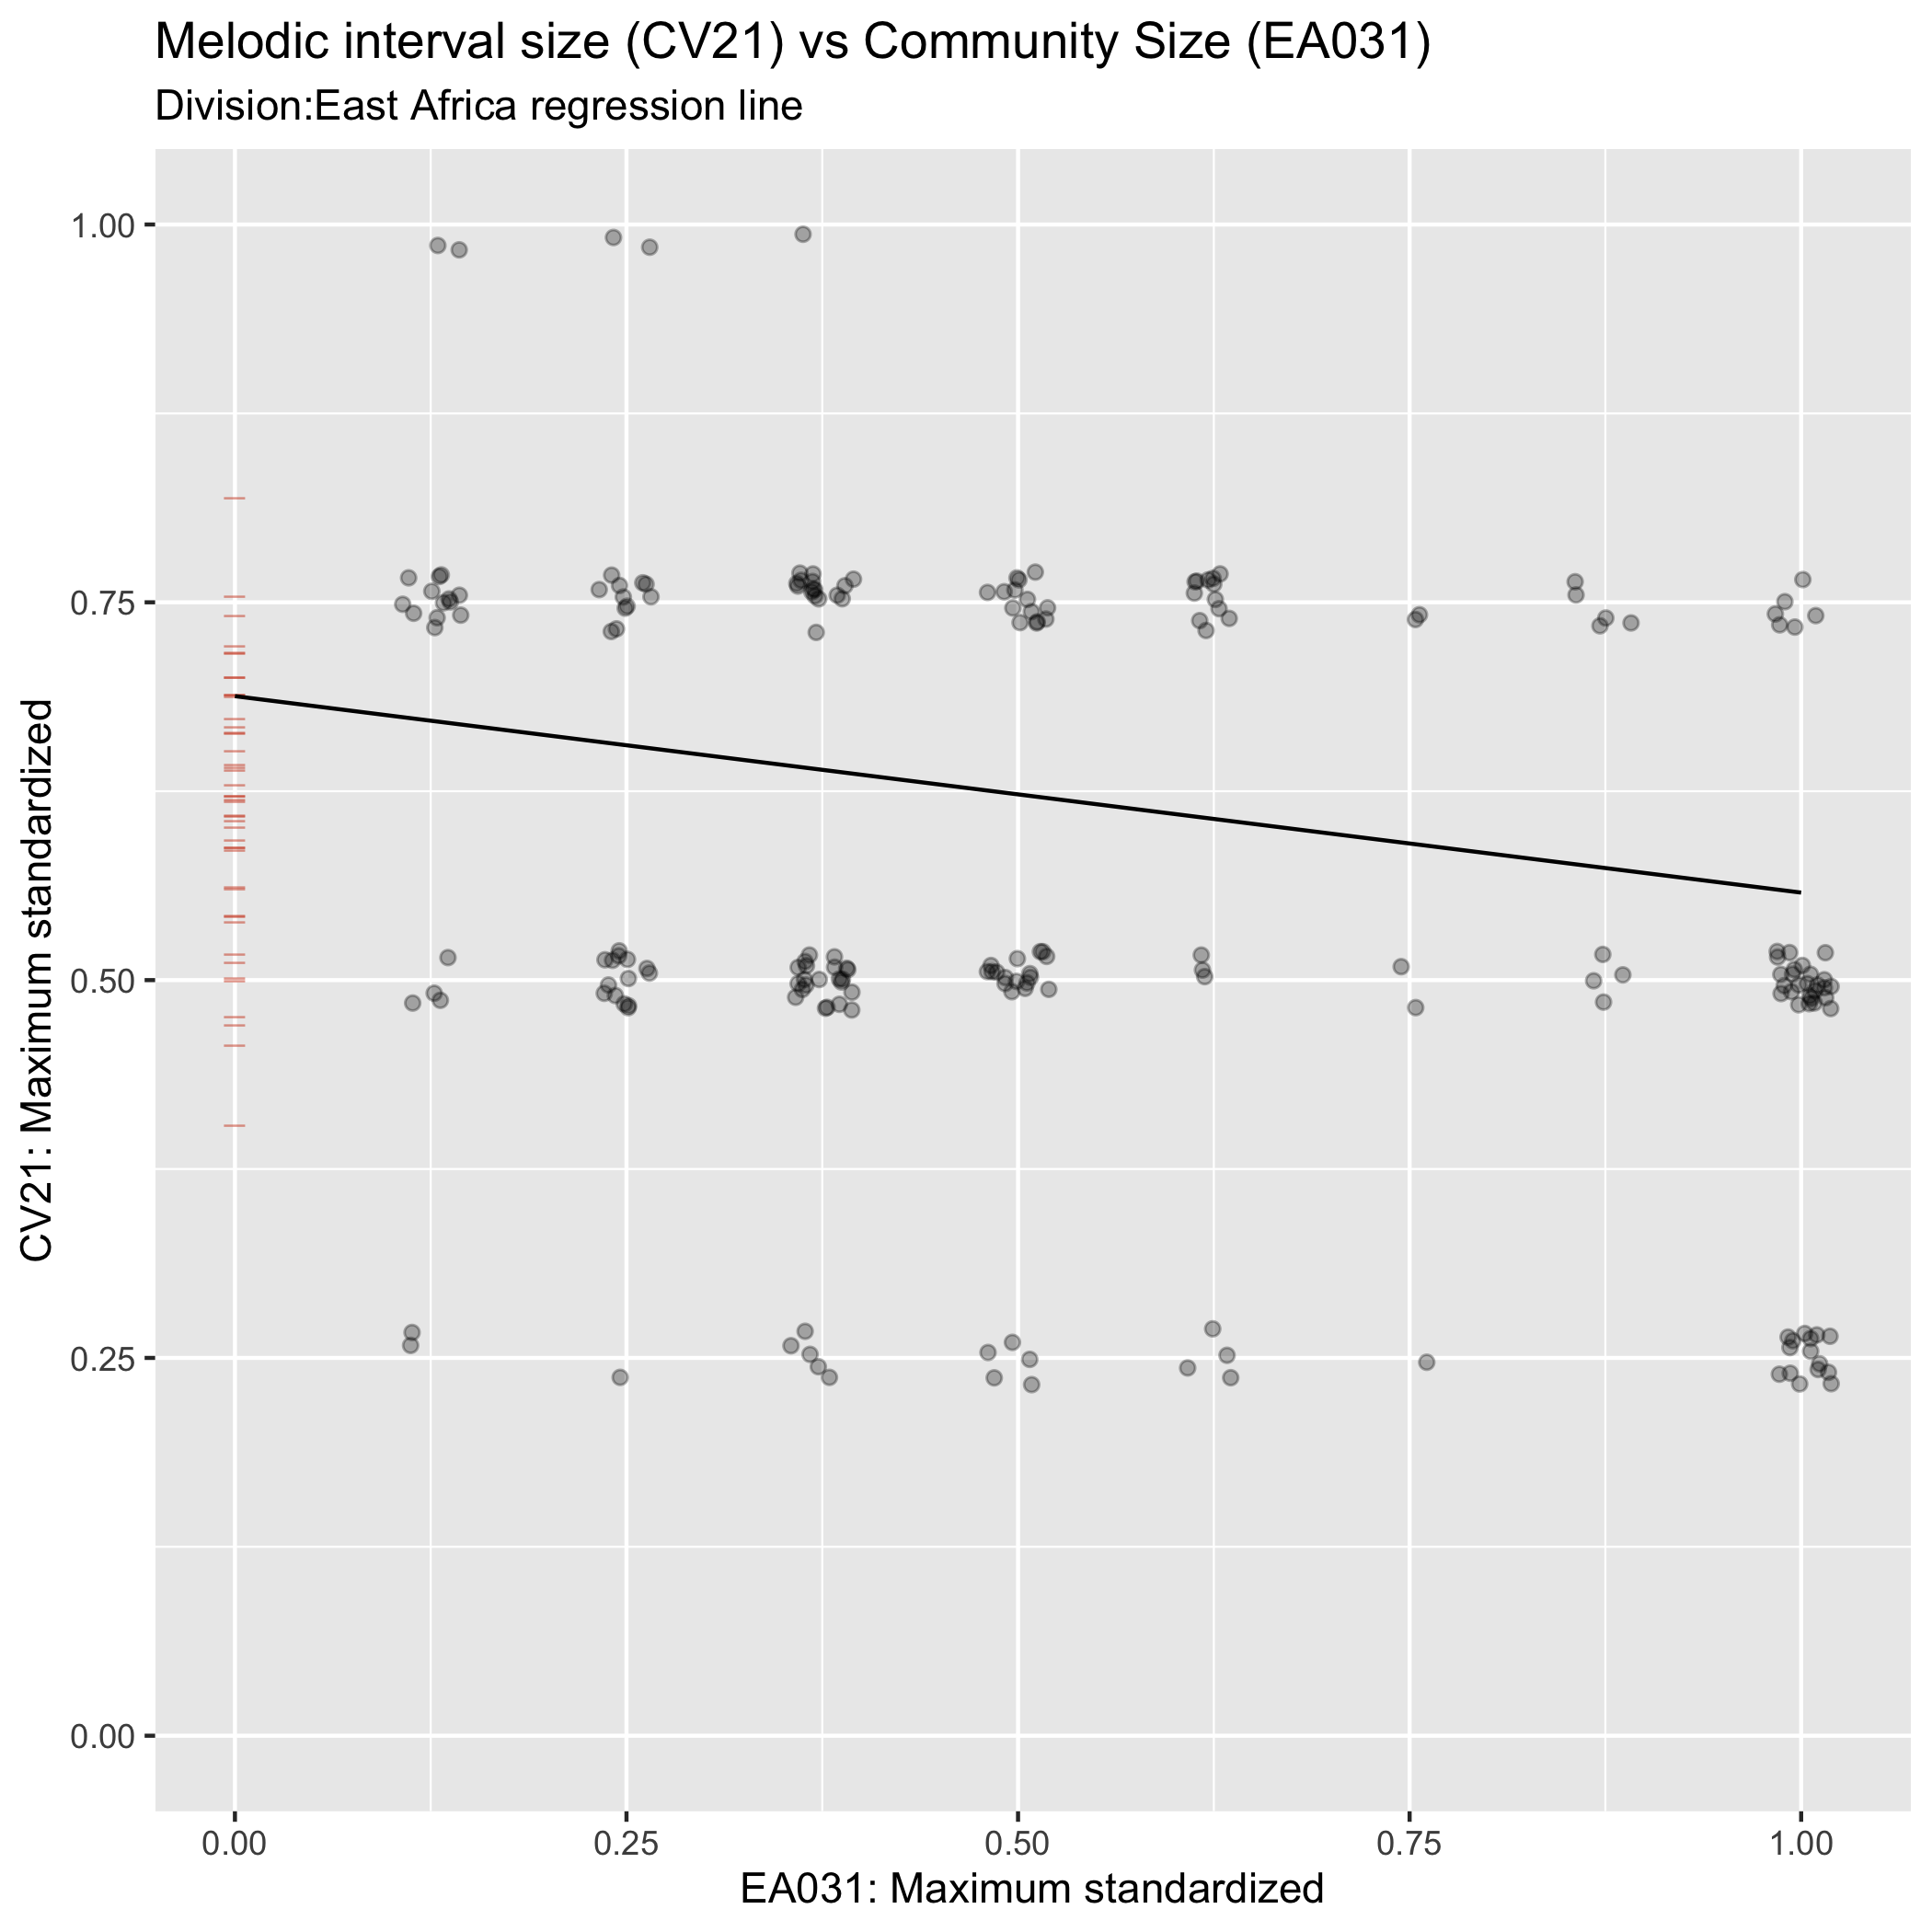 Melodic interval size (CV21) vs Community Size (EA031)
Division:East Africa regression line
CV21: Maximum standardized
1.00
0.75
0.50
0.25
0.00
0.00 0.25 0.50 0.75 1.00
EA031: Maximum standardized